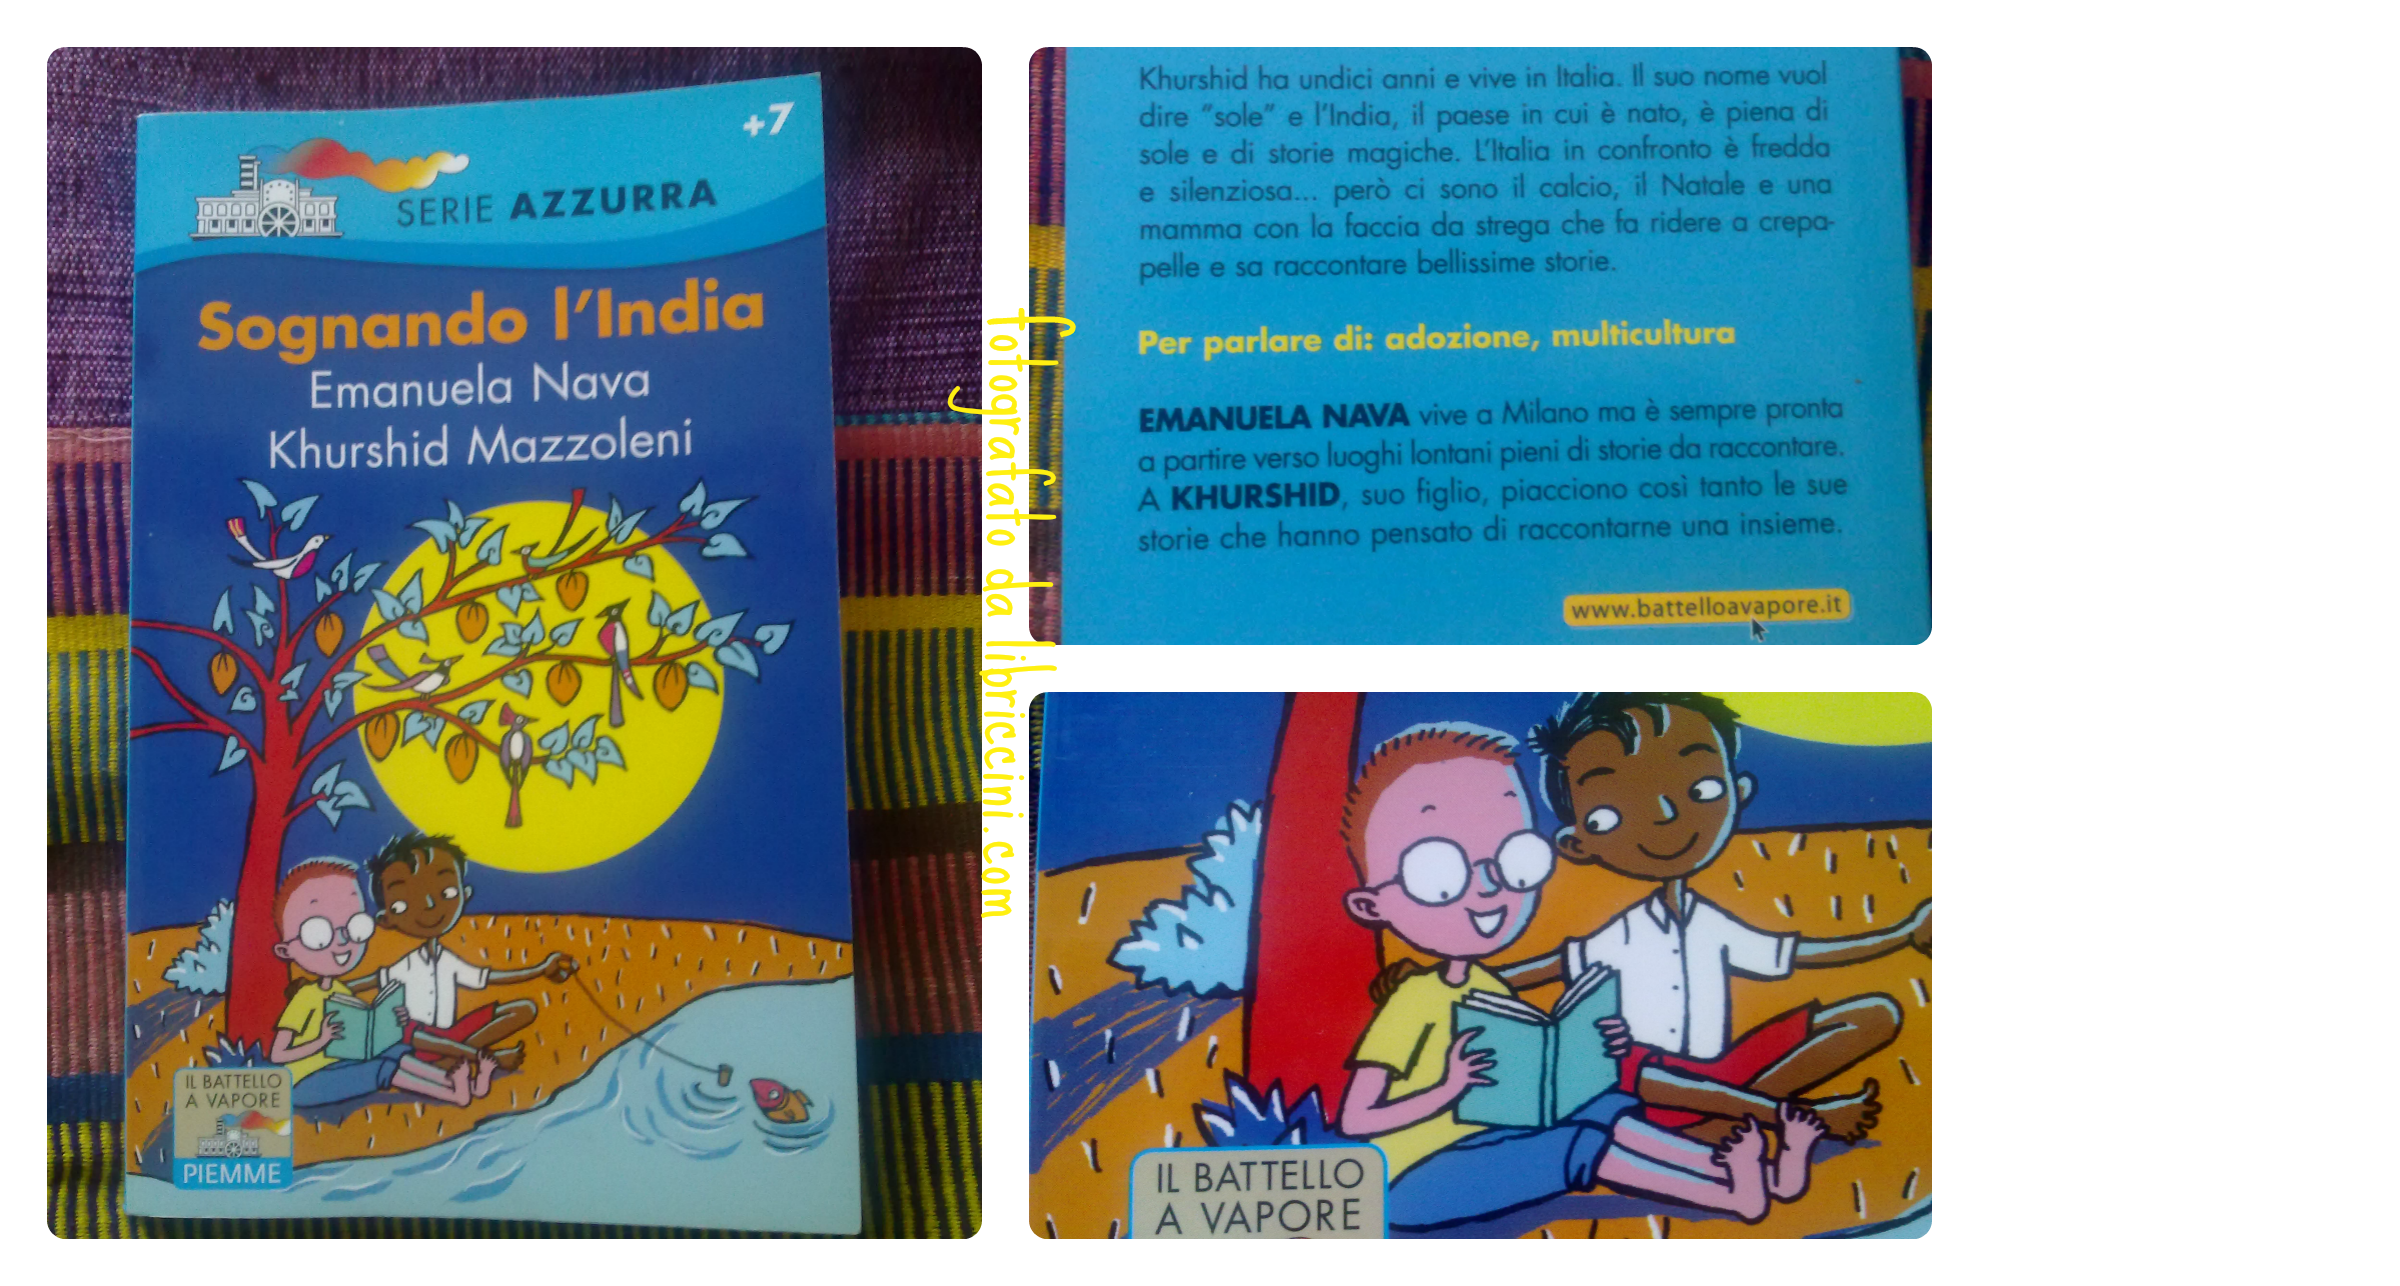 +7
SERIE AZZURRA
Sognando l'India
Emanuela Nava
Khurshid Mazzoleni
IL BATTELLO
A VAPORE
PIEMME
fotografato da libriccini.com
Khurshid ha undici anni e vive in Italia. Il suo nome vuol
dire "sole" e l'India, il paese in cui è nato, è piena di
sole e di storie magiche. L'Italia in confronto è fredda
e silenziosa... però ci sono il calcio, il Natale e una
mamma con la faccia da strega che fa ridere a crepa-
pelle e sa raccontare bellissime storie.
Per parlare di: adozione, multicultura
EMANUELA NAVA vive a Milano ma è sempre pronta
a partire verso luoghi lontani pieni di storie da raccontare.
A KHURSHID, suo figlio, piacciono così tanto le sue
storie che hanno pensato di raccontarne una insieme.
www.battelloavapore.it
IL BATTELLO
A VAPORE